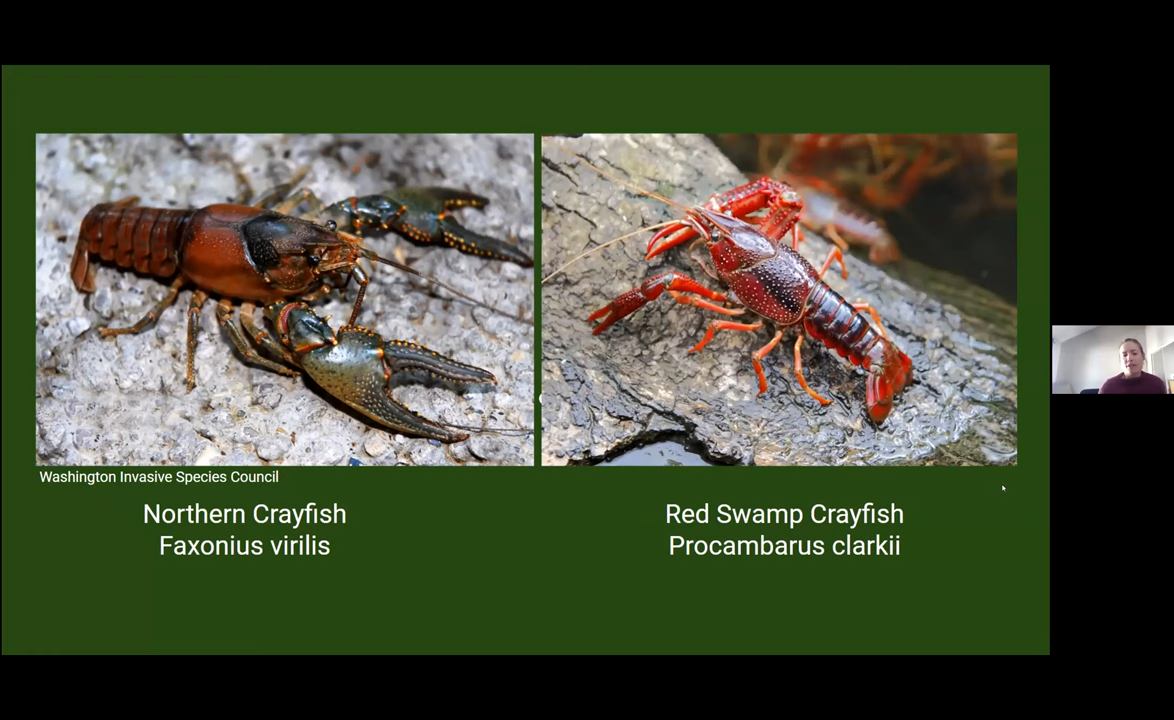 Washington Invasive Species Council
Northern Crayfish
Faxonius virilis
Red Swamp Crayfish
Procambarus clarkii